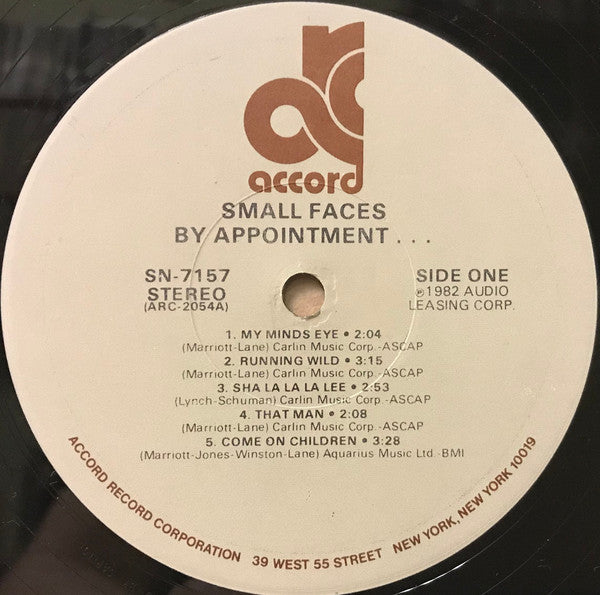 arc
accord
SMALL FACES
BY APPOINTMENT . . .
SN-7157
STEREO
(ARC-2054A)
SIDE ONE
℗1982 AUDIO
LEASING CORP.
1. MY MINDS EYE • 2:04
(Marriott-Lane) Carlin Music Corp.-ASCAP
2. RUNNING WILD • 3:15
(Marriott-Lane) Carlin Music Corp.-ASCAP
3. SHA LA LA LA LEE • 2:53
(Lynch-Schuman) Carlin Music Corp.-ASCAP
4. THAT MAN • 2:08
(Marriott-Lane) Carlin Music Corp.-ASCAP
5. COME ON CHILDREN • 3:28
(Marriott-Jones-Winston-Lane) Aquarius Music Ltd.-BMI
ACCORD RECORD CORPORATION 39 WEST 55 STREET NEW YORK, NEW YORK 10019